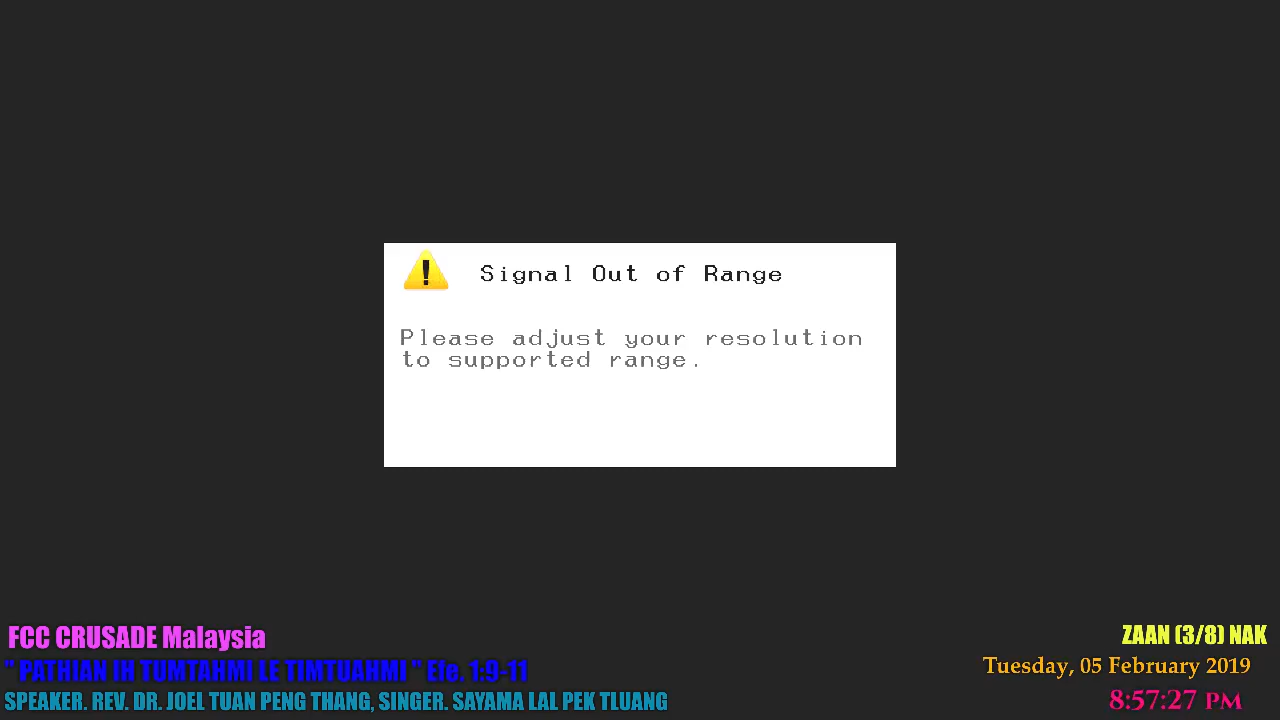 Signal Out of Range
Please adjust your resolution
to supported range.
FCC CRUSADE Malaysia
" PATHIAN IH TUMTAHMI LE TIMTUAHMI " Efe. 1:9-11
SPEAKER. REV. DR. JOEL TUAN PENG THANG, SINGER. SAYAMA LAL PEK TLUANG
ZAAN (3/8) NAK
Tuesday, 05 February 2019
8:57:27 PM